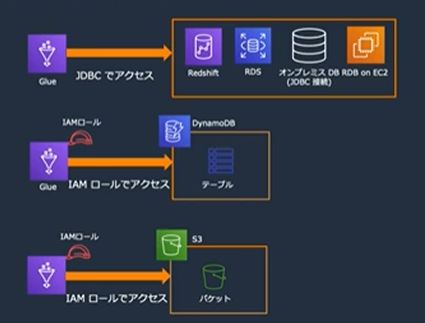 Glue
JDBC でアクセス
Redshift
RDS
オンプレミス DB
(JDBC 接続)
RDB on EC2
IAMロール
Glue
IAM ロールでアクセス
DynamoDB
テーブル
IAMロール
Glue
IAM ロールでアクセス
S3
バケット